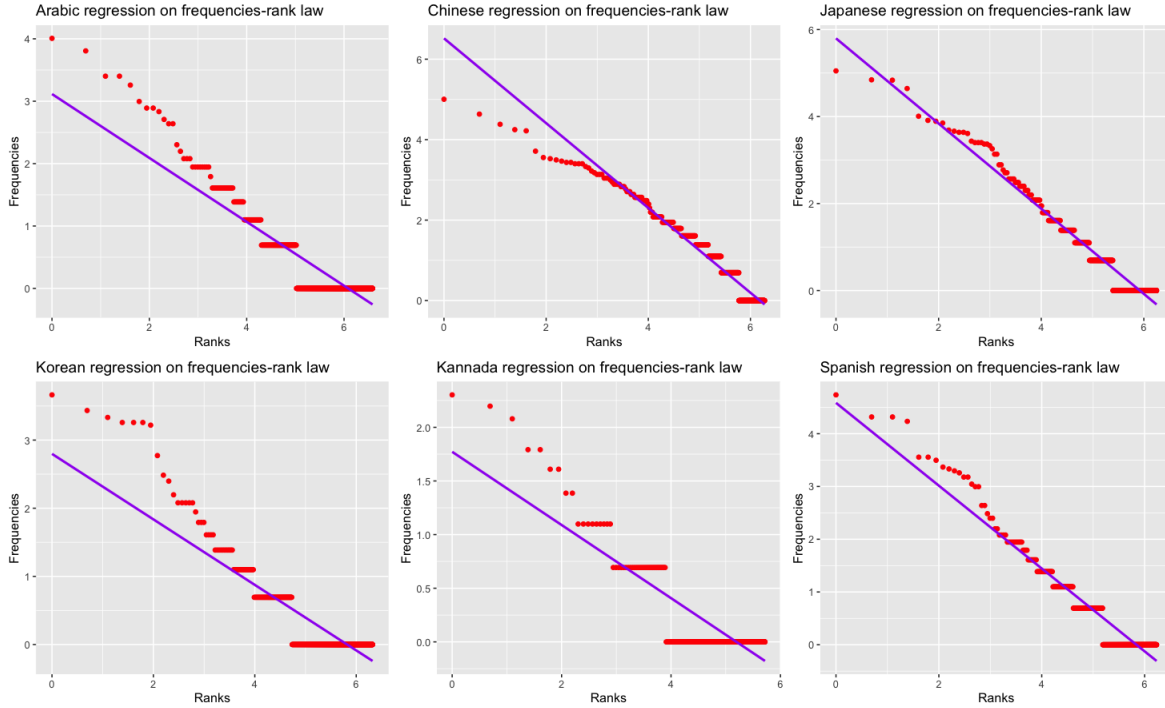 Arabic regression on frequencies-rank law
4
3
2
1
0
Frequencies
0
2
4
6
Ranks
Chinese regression on frequencies-rank law
6
4
2
0
Frequencies
0
2
4
6
Ranks
Japanese regression on frequencies-rank law
6
4
2
0
Frequencies
0
2
4
6
Ranks
Korean regression on frequencies-rank law
3
2
1
0
Frequencies
0
2
4
6
Ranks
Kannada regression on frequencies-rank law
2.0
1.5
1.0
0.5
0.0
Frequencies
0
2
4
6
Ranks
Spanish regression on frequencies-rank law
4
3
2
1
0
Frequencies
0
2
4
6
Ranks